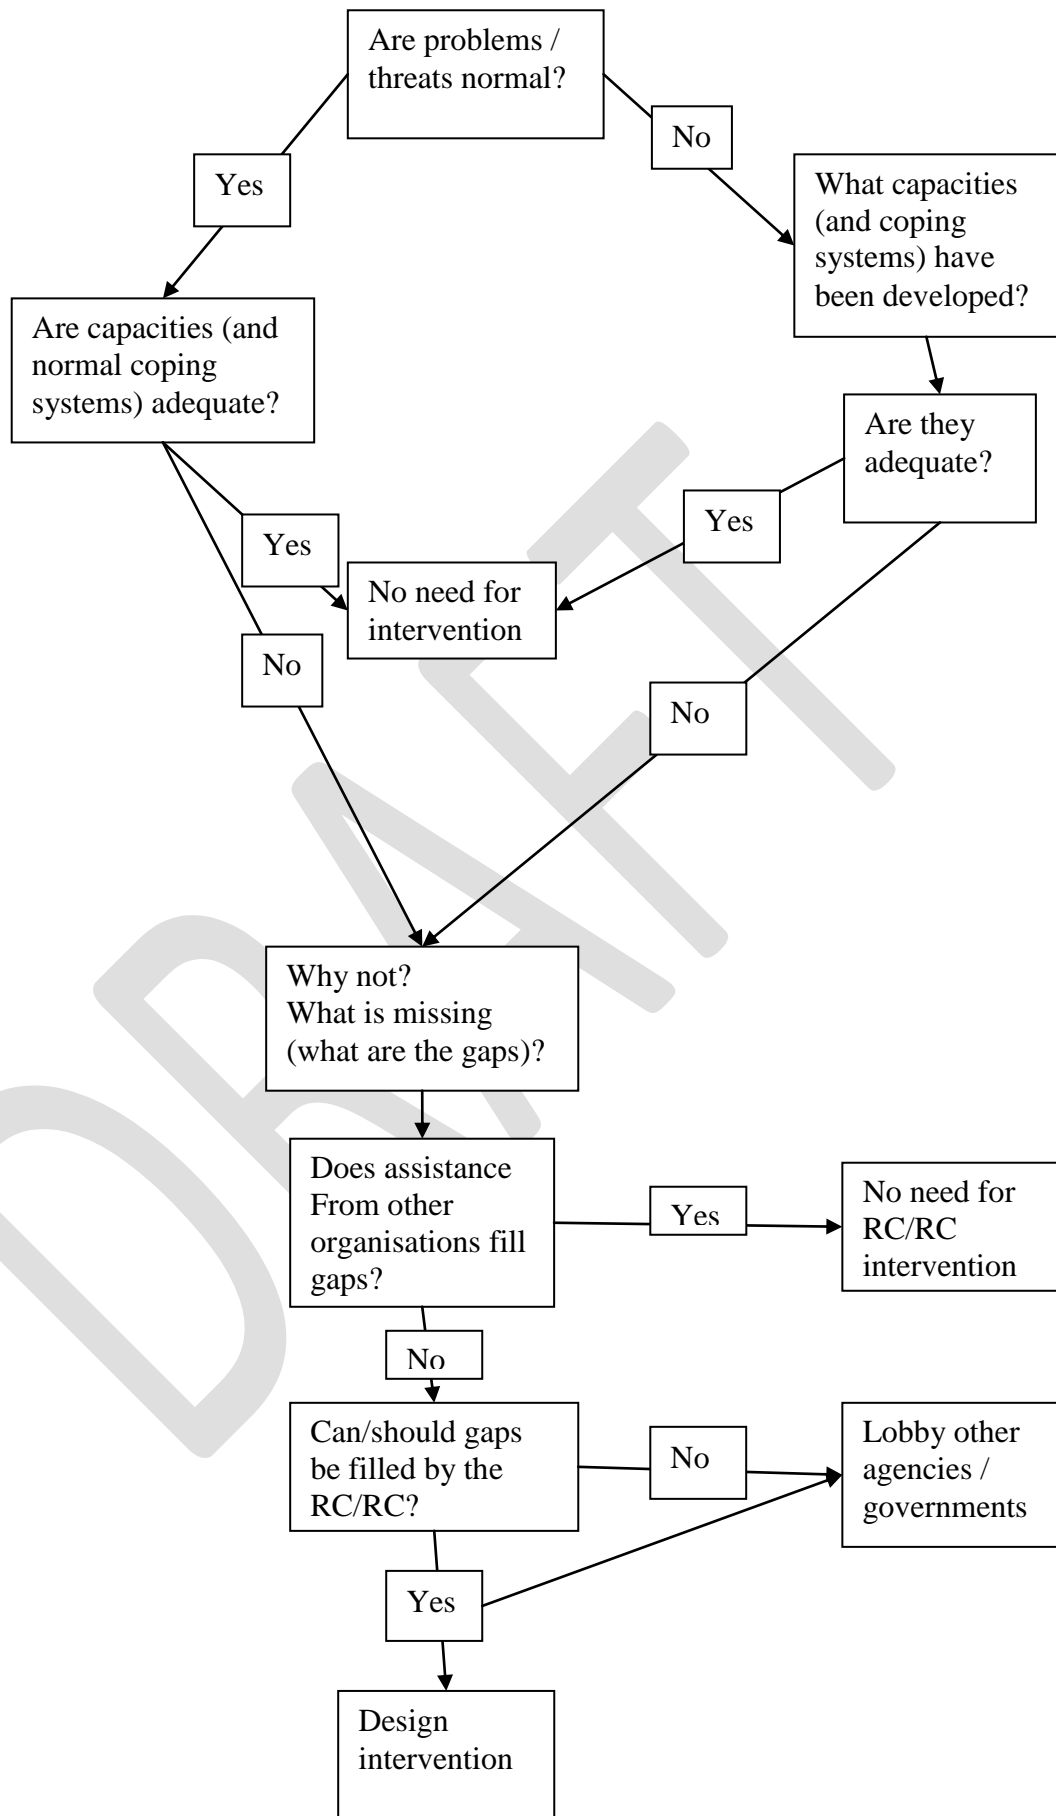 Are problems /
threats normal?
No
Yes
What capacities
(and coping
systems) have
been developed?
Are capacities (and
normal coping
systems) adequate?
Are they
adequate?
Yes
Yes
No need for
intervention
No
No
Why not?
What is missing
(what are the gaps)?
Does assistance
From other
organisations fill
gaps?
Yes
No need for
RC/RC
intervention
No
Can/should gaps
be filled by the
RC/RC?
No
Lobby other
agencies /
governments
Yes
Design
intervention
DRAFT